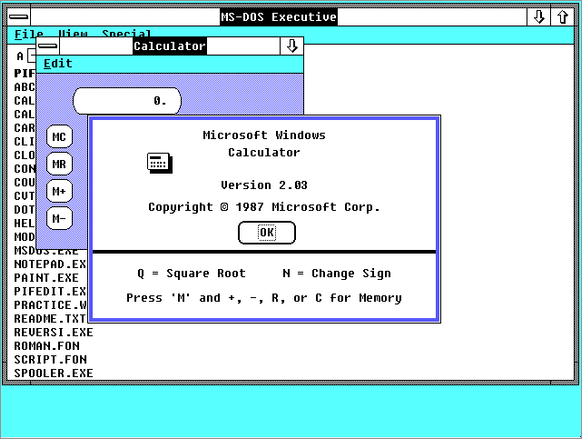 MS-DOS Executive
File View Special
Calculator
Edit
A
0.
PIF
ABC
CAL
CAL
CAR
CLI
CLO
CON
COU
CVT
DOT
HEL
MOD
MSDOS.EXE
NOTEPAD.EX
PAINT.EXE
PIFEDIT.EX
PRACTICE.W
README.TXT
REVERSI.EXE
ROMAN.FON
SCRIPT.FON
SPOOLER.EXE
MC
MR
M+
M-
Microsoft Windows
Calculator
Version 2.03
Copyright © 1987 Microsoft Corp.
OK
Q = Square Root N = Change Sign
Press 'M' and +, -, R, or C for Memory